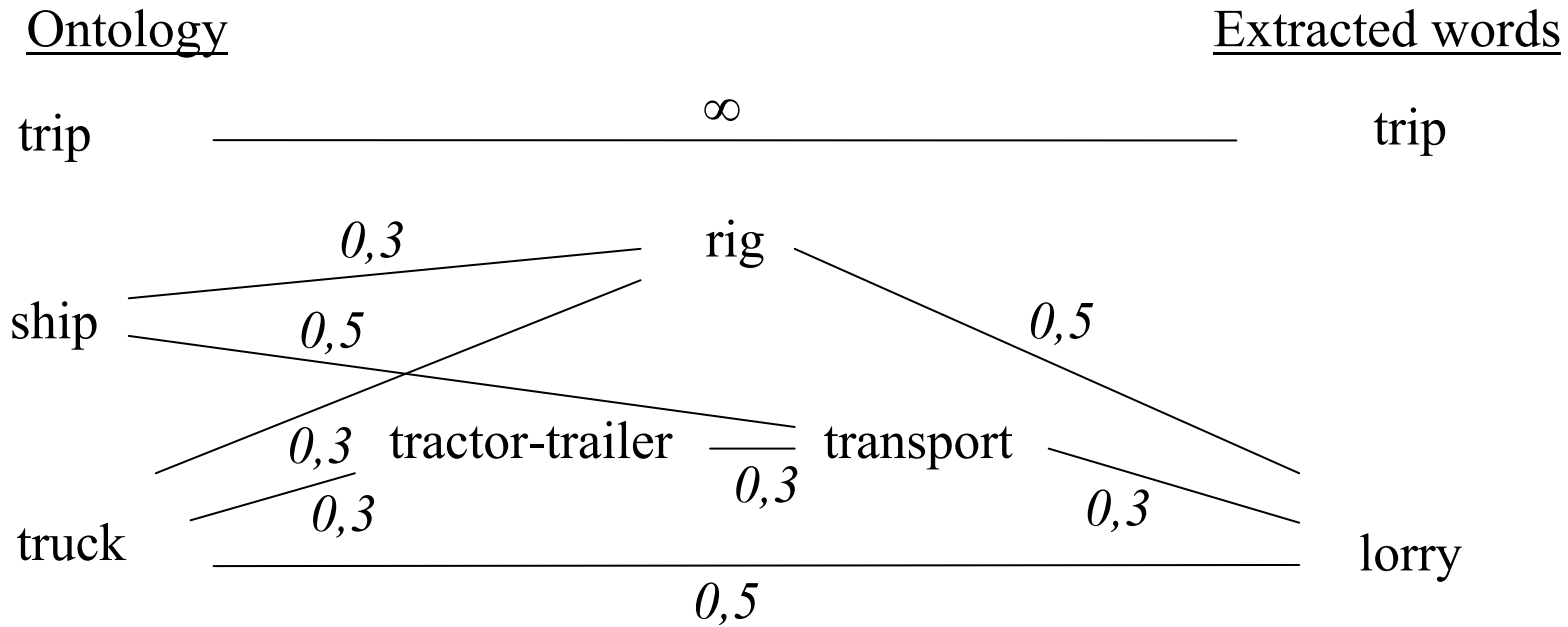 Ontology Extracted words
∞
trip trip
0,3 rig
ship 0,5 0,5
0,3 tractor-trailer transport
0,3 0,3 0,3
truck lorry
0,5